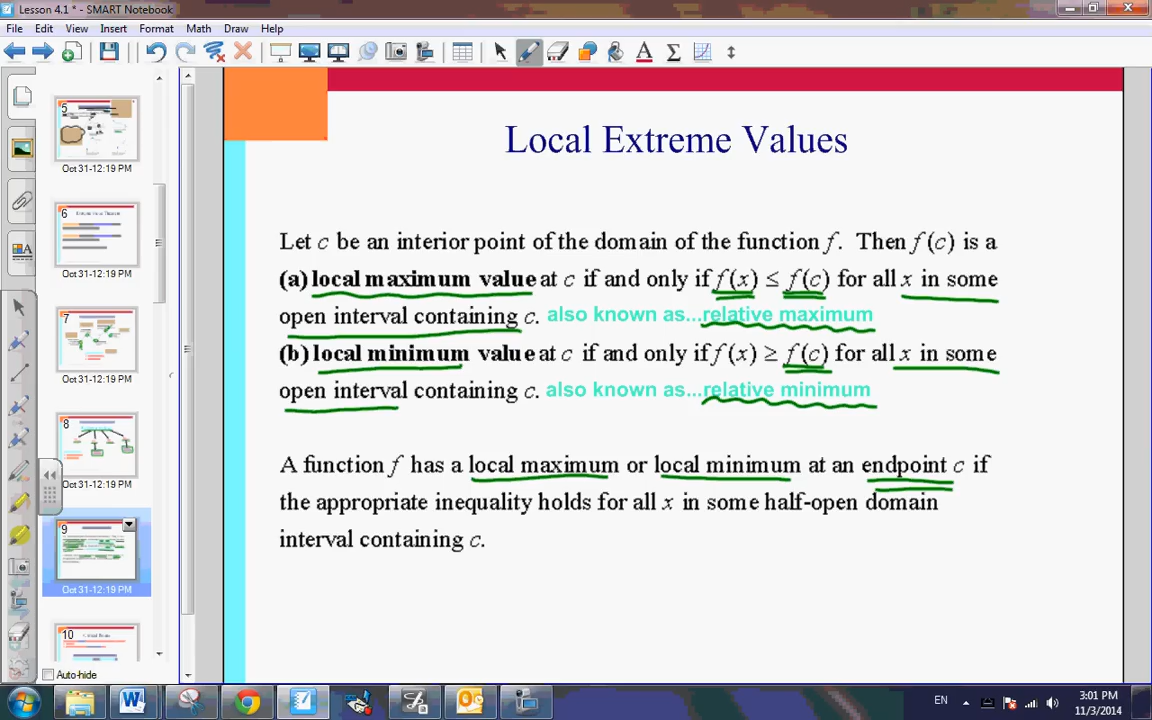 Lesson 4.1 * - SMART Notebook
File Edit View Insert Format Math Draw Help
5
Oct 31-12:19 PM
6
Oct 31-12:19 PM
7
Oct 31-12:19 PM
8
Oct 31-12:19 PM
9
Oct 31-12:19 PM
10
Auto-hide
Local Extreme Values
Let c be an interior point of the domain of the function f. Then f(c) is a
(a) local maximum value at c if and only if f(x) ≤ f(c) for all x in some
open interval containing c. also known as...relative maximum
(b) local minimum value at c if and only if f(x) ≥ f(c) for all x in some
open interval containing c. also known as...relative minimum
A function f has a local maximum or local minimum at an endpoint c if
the appropriate inequality holds for all x in some half-open domain
interval containing c.
EN
3:01 PM
11/3/2014